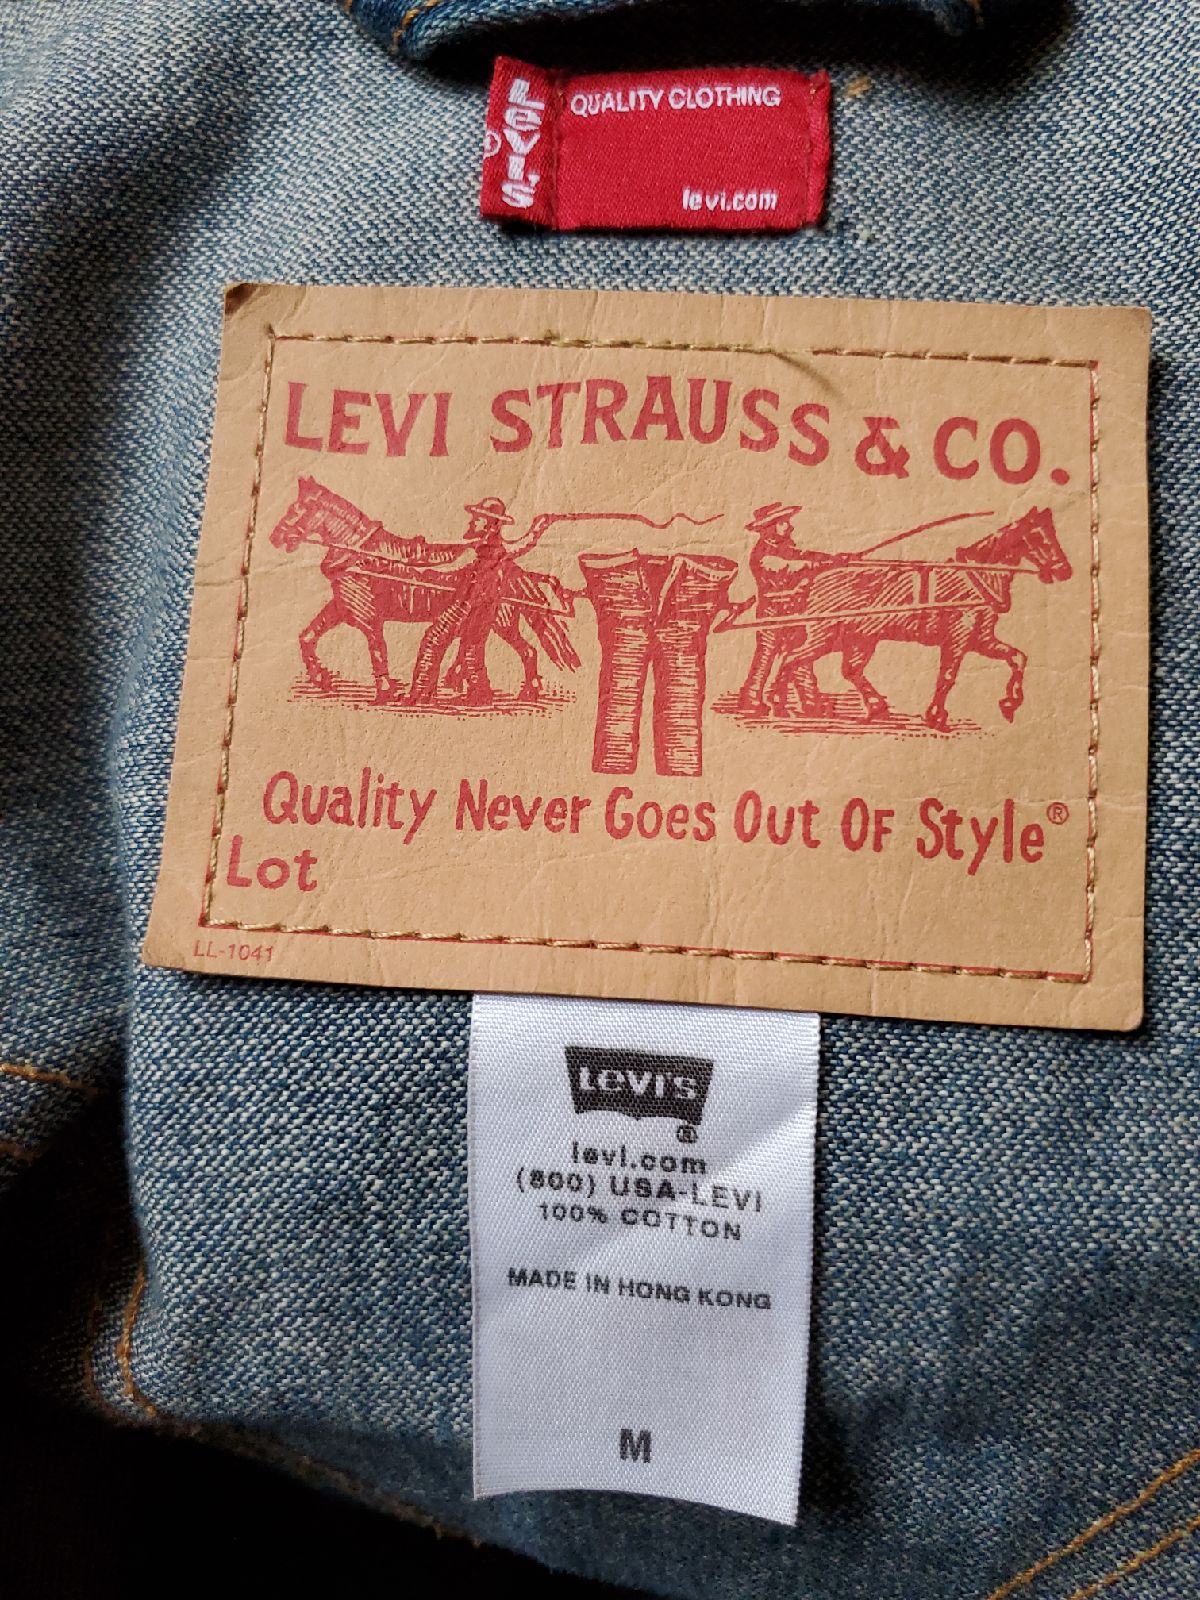 LEVI'S
®
QUALITY CLOTHING
levi.com
LEVI STRAUSS & CO.
Quality Never Goes Out Of Style®
Lot
LL-1041
Levi's
®
levi.com
(800) USA-LEVI
100% COTTON
MADE IN HONG KONG
M